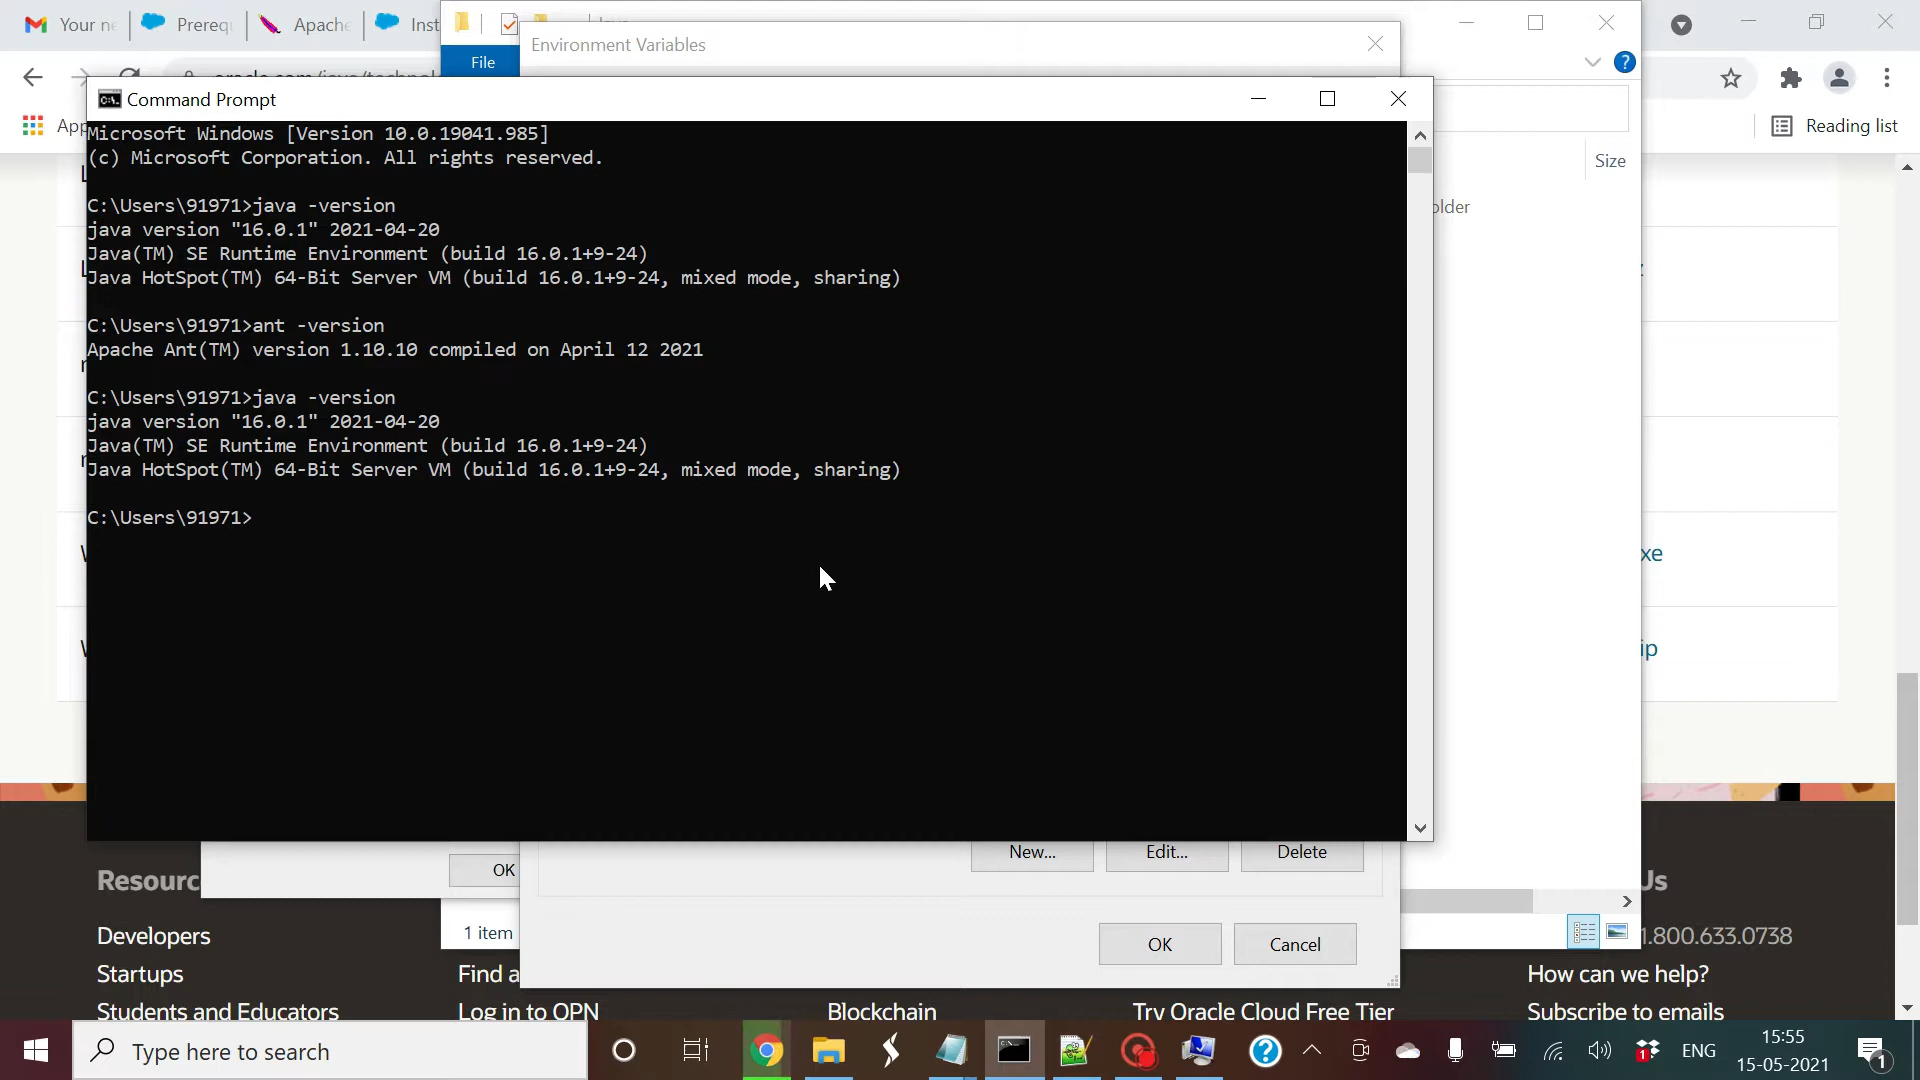 Your n
Prereq
Apache
Inst
Environment Variables
File
Command Prompt
App
Reading list
Size
older
Microsoft Windows [Version 10.0.19041.985]
(c) Microsoft Corporation. All rights reserved.
C:\Users\91971>java -version
java version "16.0.1" 2021-04-20
Java(TM) SE Runtime Environment (build 16.0.1+9-24)
Java HotSpot(TM) 64-Bit Server VM (build 16.0.1+9-24, mixed mode, sharing)
C:\Users\91971>ant -version
Apache Ant(TM) version 1.10.10 compiled on April 12 2021
C:\Users\91971>java -version
java version "16.0.1" 2021-04-20
Java(TM) SE Runtime Environment (build 16.0.1+9-24)
Java HotSpot(TM) 64-Bit Server VM (build 16.0.1+9-24, mixed mode, sharing)
C:\Users\91971>
xe
ip
New...
Edit...
Delete
OK
Resourc
Us
1 item
OK
Cancel
1.800.633.0738
Developers
Startups
Find a
How can we help?
Students and Educators
Log in to OPN
Blockchain
Try Oracle Cloud Free Tier
Subscribe to emails
Type here to search
ENG
15:55
15-05-2021
1
1